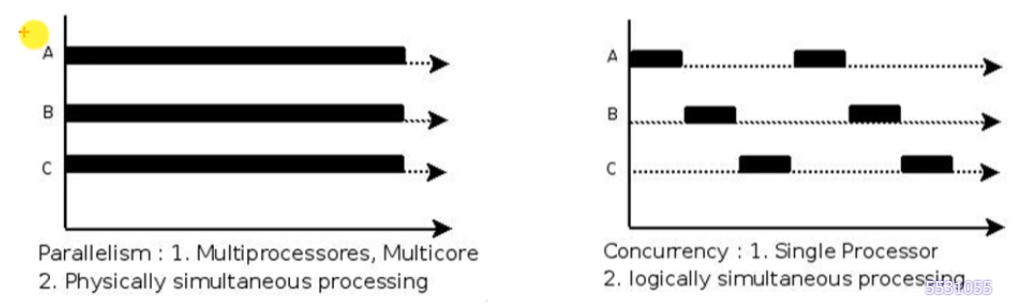 A
B
C
Parallelism : 1. Multiprocessores, Multicore
2. Physically simultaneous processing
A
B
C
Concurrency : 1. Single Processor
2. logically simultaneous processing
5531055